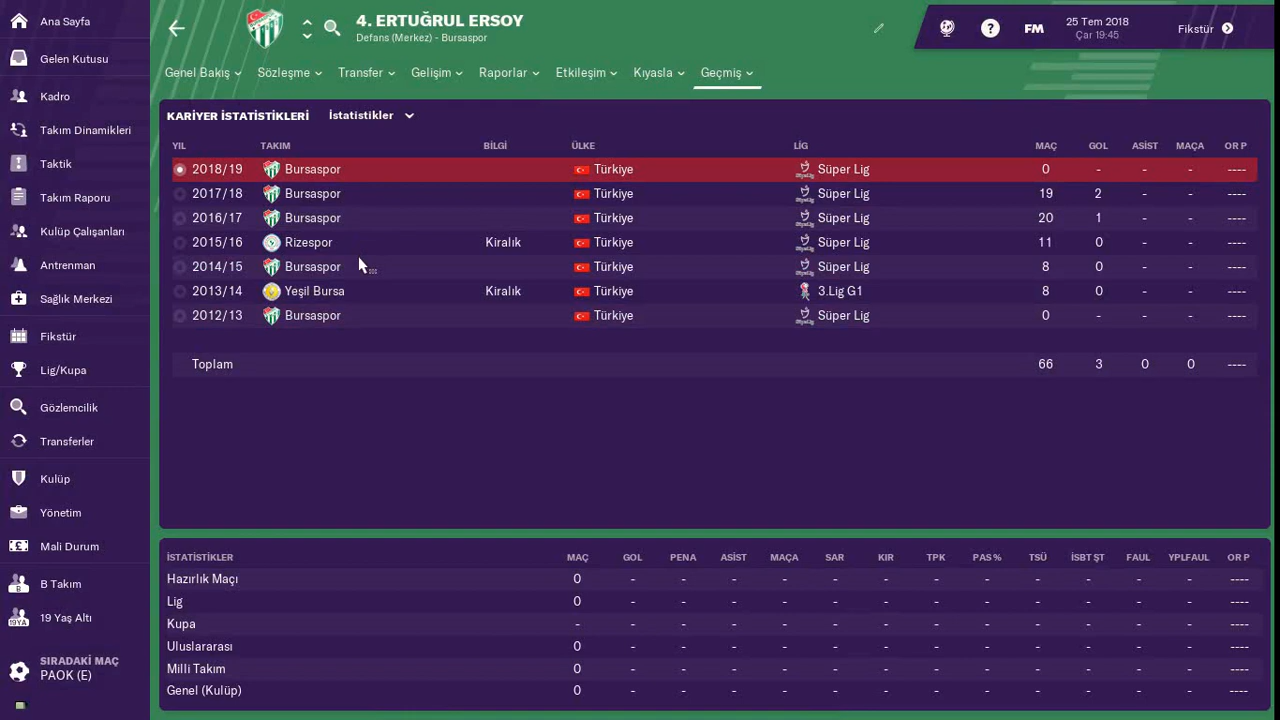 Ana Sayfa
Gelen Kutusu
Kadro
Takım Dinamikleri
Taktik
Takım Raporu
Kulüp Çalışanları
Antrenman
Sağlık Merkezi
Fikstür
Lig/Kupa
Gözlemcilik
Transferler
Kulüp
Yönetim
Mali Durum
B Takım
19 Yaş Altı
SIRADAKİ MAÇ
PAOK (E)
4. ERTUĞRUL ERSOY
Defans (Merkez) - Bursaspor
? FM 25 Tem 2018 Fikstür
Çar 19:45
Genel Bakış Sözleşme Transfer Gelişim Raporlar Etkileşim Kıyasla Geçmiş
KARİYER İSTATİSTİKLERİ İstatistikler
YIL TAKIM BİLGİ ÜLKE LİG MAÇ GOL ASİST MAÇA OR P
2018/19 Bursaspor Türkiye Süper Lig 0 - - - ----
2017/18 Bursaspor Türkiye Süper Lig 19 2 - - ----
2016/17 Bursaspor Türkiye Süper Lig 20 1 - - ----
2015/16 Rizespor Kiralık Türkiye Süper Lig 11 0 - - ----
2014/15 Bursaspor Türkiye Süper Lig 8 0 - - ----
2013/14 Yeşil Bursa Kiralık Türkiye 3.Lig G1 8 0 - - ----
2012/13 Bursaspor Türkiye Süper Lig 0 - - - ----
Toplam 66 3 0 0 ----
İSTATİSTİKLER MAÇ GOL PENA ASİST MAÇA SAR KIR TPK PAS % TSÜ İSBT ŞT FAUL YPLFAUL OR P
Hazırlık Maçı 0 - - - - - - - - - - - - ----
Lig 0 - - - - - - - - - - - - ----
Kupa - - - - - - - - - - - - - ----
Uluslararası 0 - - - - - - - - - - - - ----
Milli Takım 0 - - - - - - - - - - - - ----
Genel (Kulüp) 0 - - - - - - - - - - - - ----